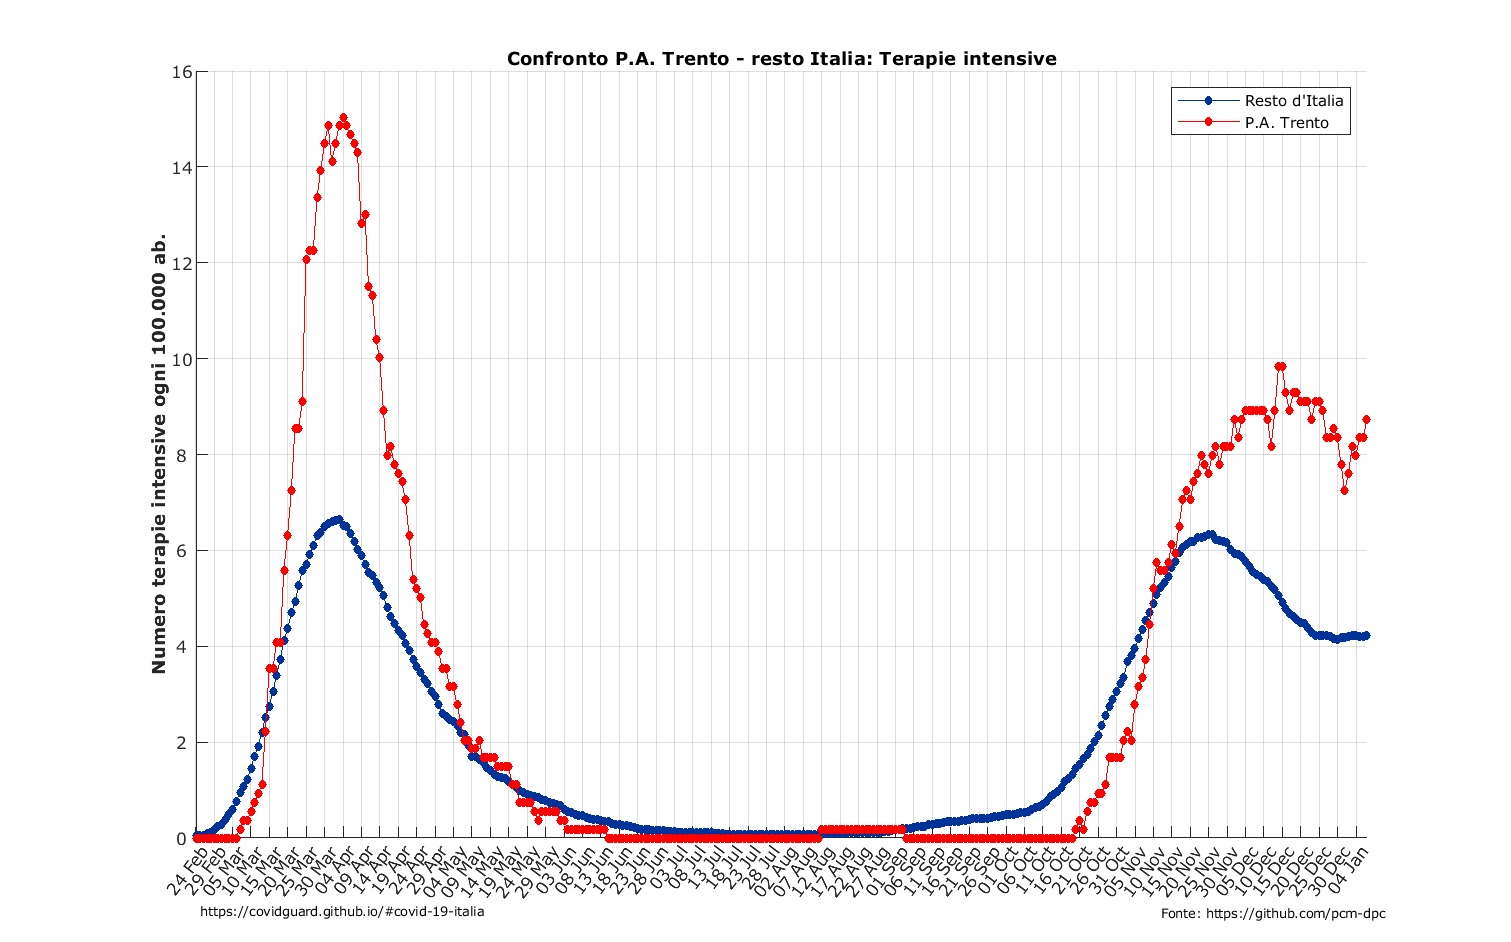 Confronto P.A. Trento - resto Italia: Terapie intensive
Resto d'Italia
P.A. Trento
Numero terapie intensive ogni 100.000 ab.
16
14
12
10
8
6
4
2
0
24 Feb
29 Feb
05 Mar
10 Mar
15 Mar
20 Mar
25 Mar
30 Mar
04 Apr
09 Apr
14 Apr
19 Apr
24 Apr
29 Apr
04 May
09 May
14 May
19 May
24 May
29 May
03 Jun
08 Jun
13 Jun
18 Jun
23 Jun
28 Jun
03 Jul
08 Jul
13 Jul
18 Jul
23 Jul
28 Jul
02 Aug
07 Aug
12 Aug
17 Aug
22 Aug
27 Aug
01 Sep
06 Sep
11 Sep
16 Sep
21 Sep
26 Sep
01 Oct
06 Oct
11 Oct
16 Oct
21 Oct
26 Oct
31 Oct
05 Nov
10 Nov
15 Nov
20 Nov
25 Nov
30 Nov
05 Dec
10 Dec
15 Dec
20 Dec
25 Dec
30 Dec
04 Jan
https://covidguard.github.io/#covid-19-italia
Fonte: https://github.com/pcm-dpc